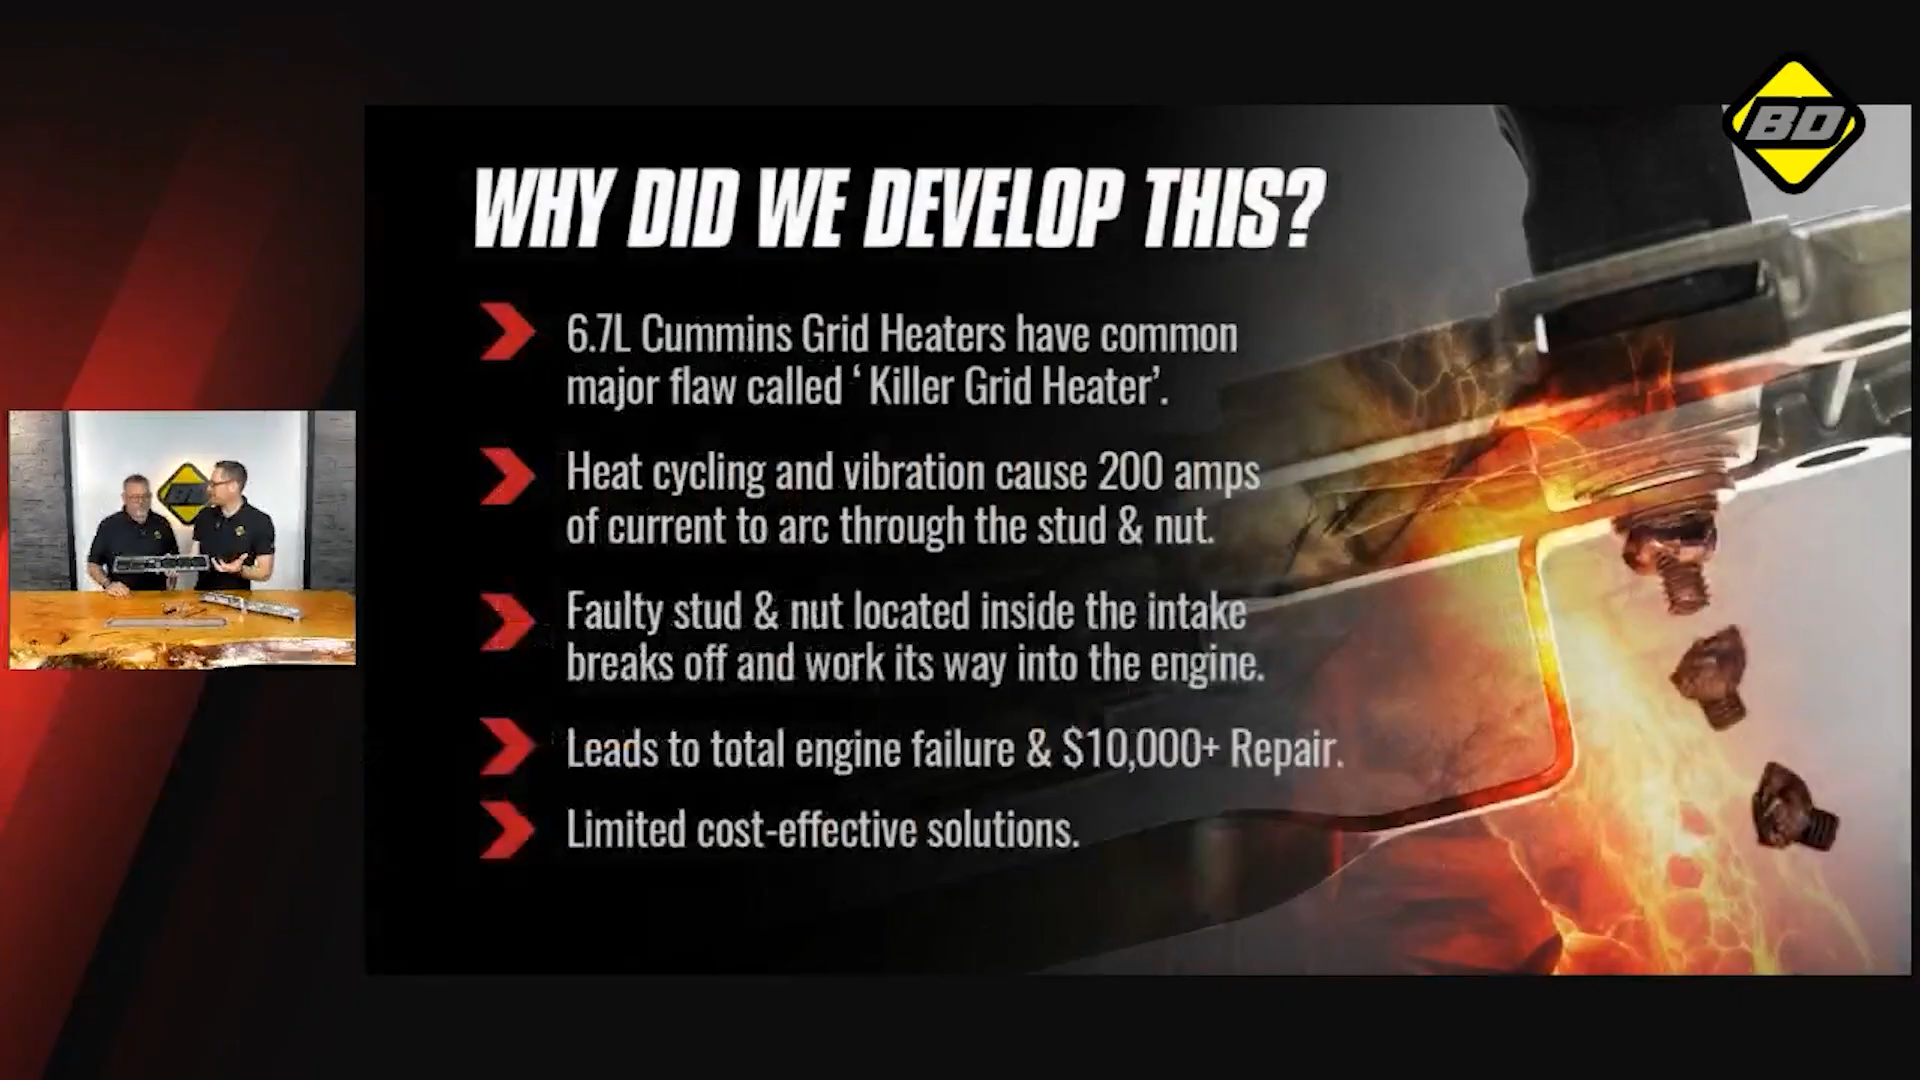 BD
WHY DID WE DEVELOP THIS?
6.7L Cummins Grid Heaters have common
major flaw called ‘ Killer Grid Heater’.
Heat cycling and vibration cause 200 amps
of current to arc through the stud & nut.
Faulty stud & nut located inside the intake
breaks off and work its way into the engine.
Leads to total engine failure & $10,000+ Repair.
Limited cost-effective solutions.
BD